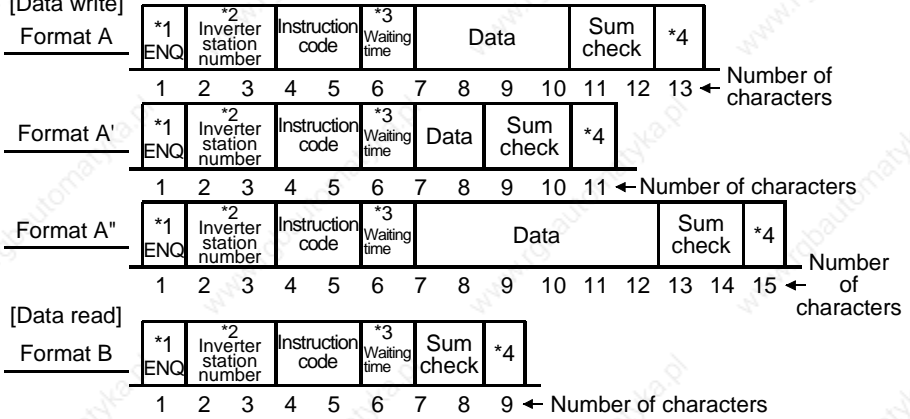 [Data write]
Format A *1 ENQ *2 Inverter station number Instruction code *3 Waiting time Data Sum check *4
1 2 3 4 5 6 7 8 9 10 11 12 13 Number of characters
Format A' *1 ENQ *2 Inverter station number Instruction code *3 Waiting time Data Sum check *4
1 2 3 4 5 6 7 8 9 10 11 Number of characters
Format A" *1 ENQ *2 Inverter station number Instruction code *3 Waiting time Data Sum check *4
1 2 3 4 5 6 7 8 9 10 11 12 13 14 15 Number of characters
[Data read]
Format B *1 ENQ *2 Inverter station number Instruction code *3 Waiting time Sum check *4
1 2 3 4 5 6 7 8 9 Number of characters